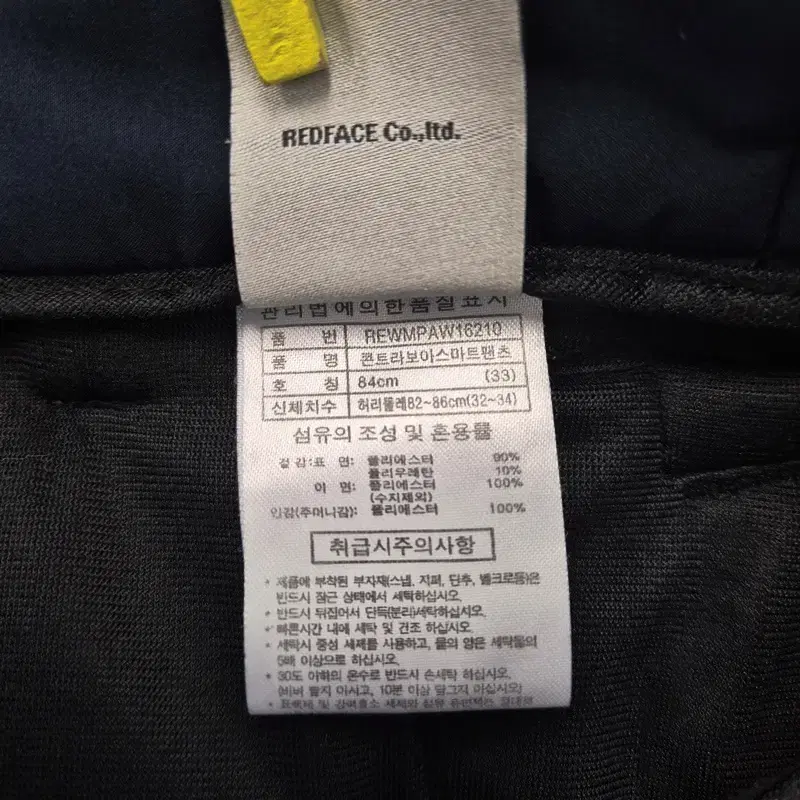 REDFACE Co.,ltd.
관리법에의한품질표시
품 번 REWMPAW16210
품 명 콘트라보아스마트팬츠
호 칭 84cm (33)
신체치수 허리둘레82~86cm(32~34)
섬유의 조성 및 혼용률
겉감:표 면: 폴리에스터 90%
폴리우레탄 10%
이 면: 폴리에스터 100%
(수지제외)
안감(주머니감): 폴리에스터 100%
취급시주의사항
* 제품에 부착된 부자재(스냅, 지퍼, 단추, 벨크로등)은
반드시 잠근 상태에서 세탁하십시오.
* 반드시 뒤집어서 단독(분리)세탁하십시오.
* 빠른시간 내에 세탁 및 건조 하십시오.
* 세탁시 중성 세제를 사용하고, 물의 양은 세탁물의
5배 이상으로 하십시오.
* 30도 이하의 온수로 반드시 손세탁 하십시오.
(비벼 빨지 마시고, 10분 이상 담그지 마십시오)
* 표백제 및